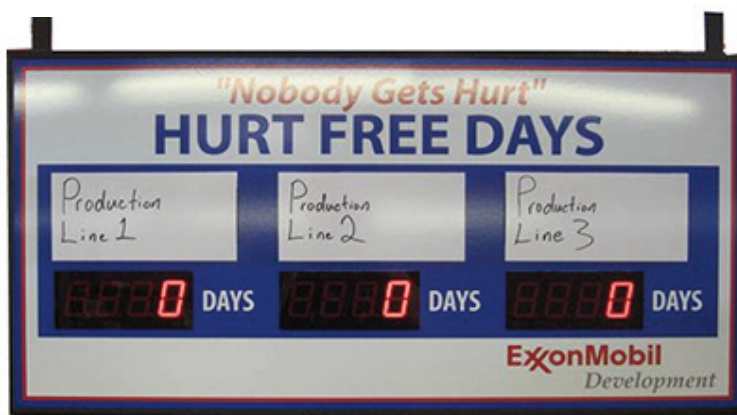 "Nobody Gets Hurt"
HURT FREE DAYS
Production
Line 1
Production
Line 2
Production
Line 3
0 DAYS
0 DAYS
0 DAYS
ExxonMobil
Development